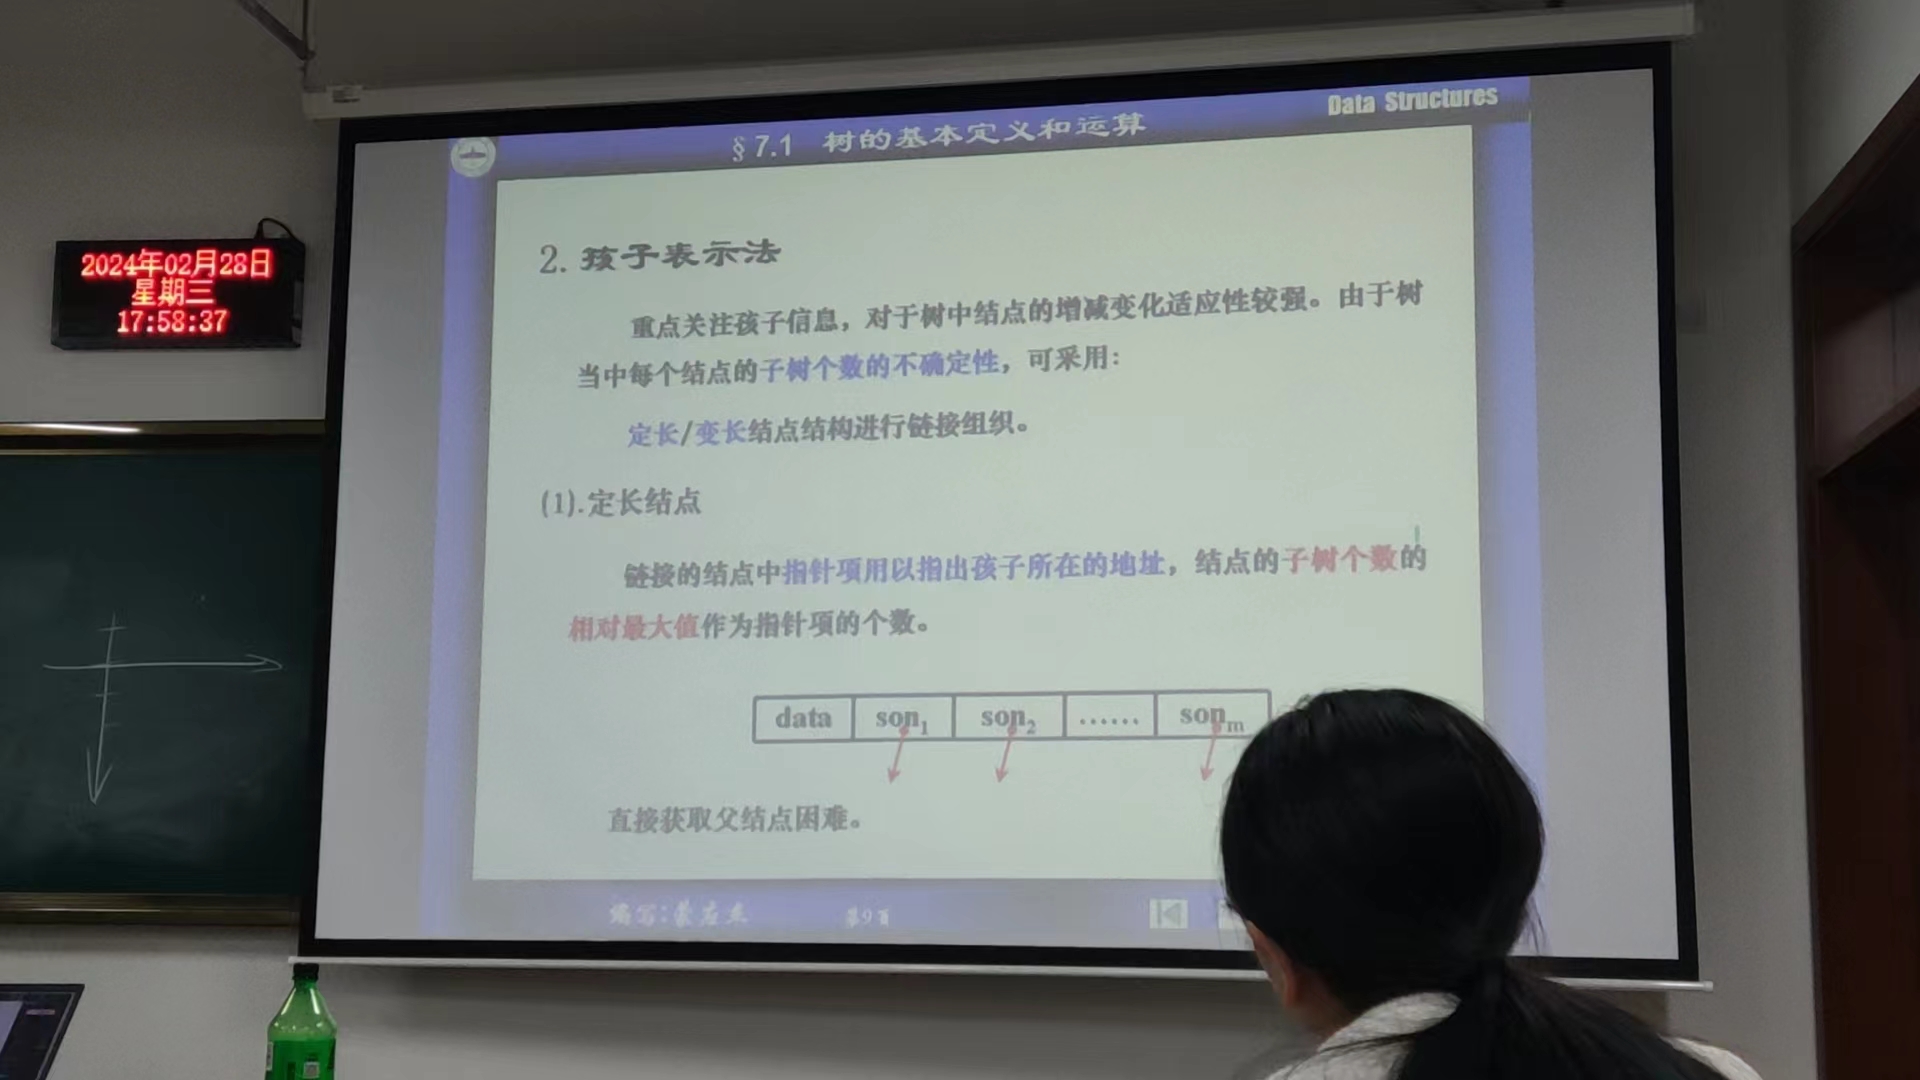 Data Structures
§7.1 树的基本定义和运算
2024年02月28日
星期三
17:58:37
2. 孩子表示法
重点关注孩子信息，对于树中结点的增减变化适应性较强。由于树
当中每个结点的子树个数的不确定性，可采用：
定长/变长结点结构进行链接组织。
(1).定长结点
链接的结点中指针项用以指出孩子所在的地址，结点的子树个数的
相对最大值作为指针项的个数。
data son₁ son₂ …… sonₘ
直接获取父结点困难。
编写：
第9页